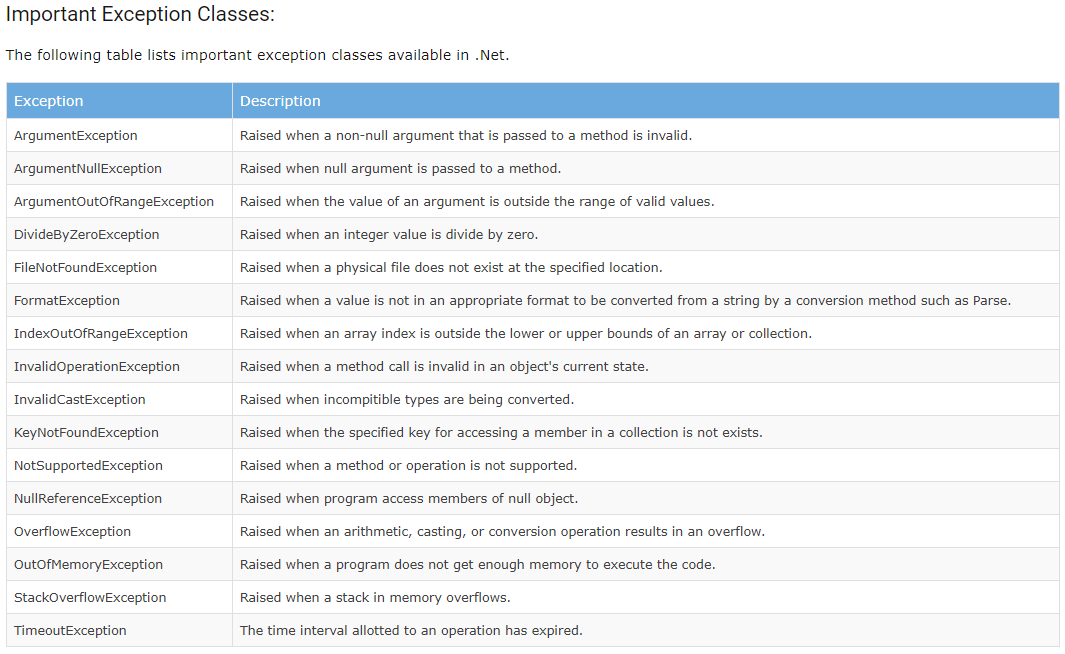 Important Exception Classes:
The following table lists important exception classes available in .Net.
Exception Description
ArgumentException Raised when a non-null argument that is passed to a method is invalid.
ArgumentNullException Raised when null argument is passed to a method.
ArgumentOutOfRangeException Raised when the value of an argument is outside the range of valid values.
DivideByZeroException Raised when an integer value is divide by zero.
FileNotFoundException Raised when a physical file does not exist at the specified location.
FormatException Raised when a value is not in an appropriate format to be converted from a string by a conversion method such as Parse.
IndexOutOfRangeException Raised when an array index is outside the lower or upper bounds of an array or collection.
InvalidOperationException Raised when a method call is invalid in an object's current state.
InvalidCastException Raised when incompitible types are being converted.
KeyNotFoundException Raised when the specified key for accessing a member in a collection is not exists.
NotSupportedException Raised when a method or operation is not supported.
NullReferenceException Raised when program access members of null object.
OverflowException Raised when an arithmetic, casting, or conversion operation results in an overflow.
OutOfMemoryException Raised when a program does not get enough memory to execute the code.
StackOverflowException Raised when a stack in memory overflows.
TimeoutException The time interval allotted to an operation has expired.